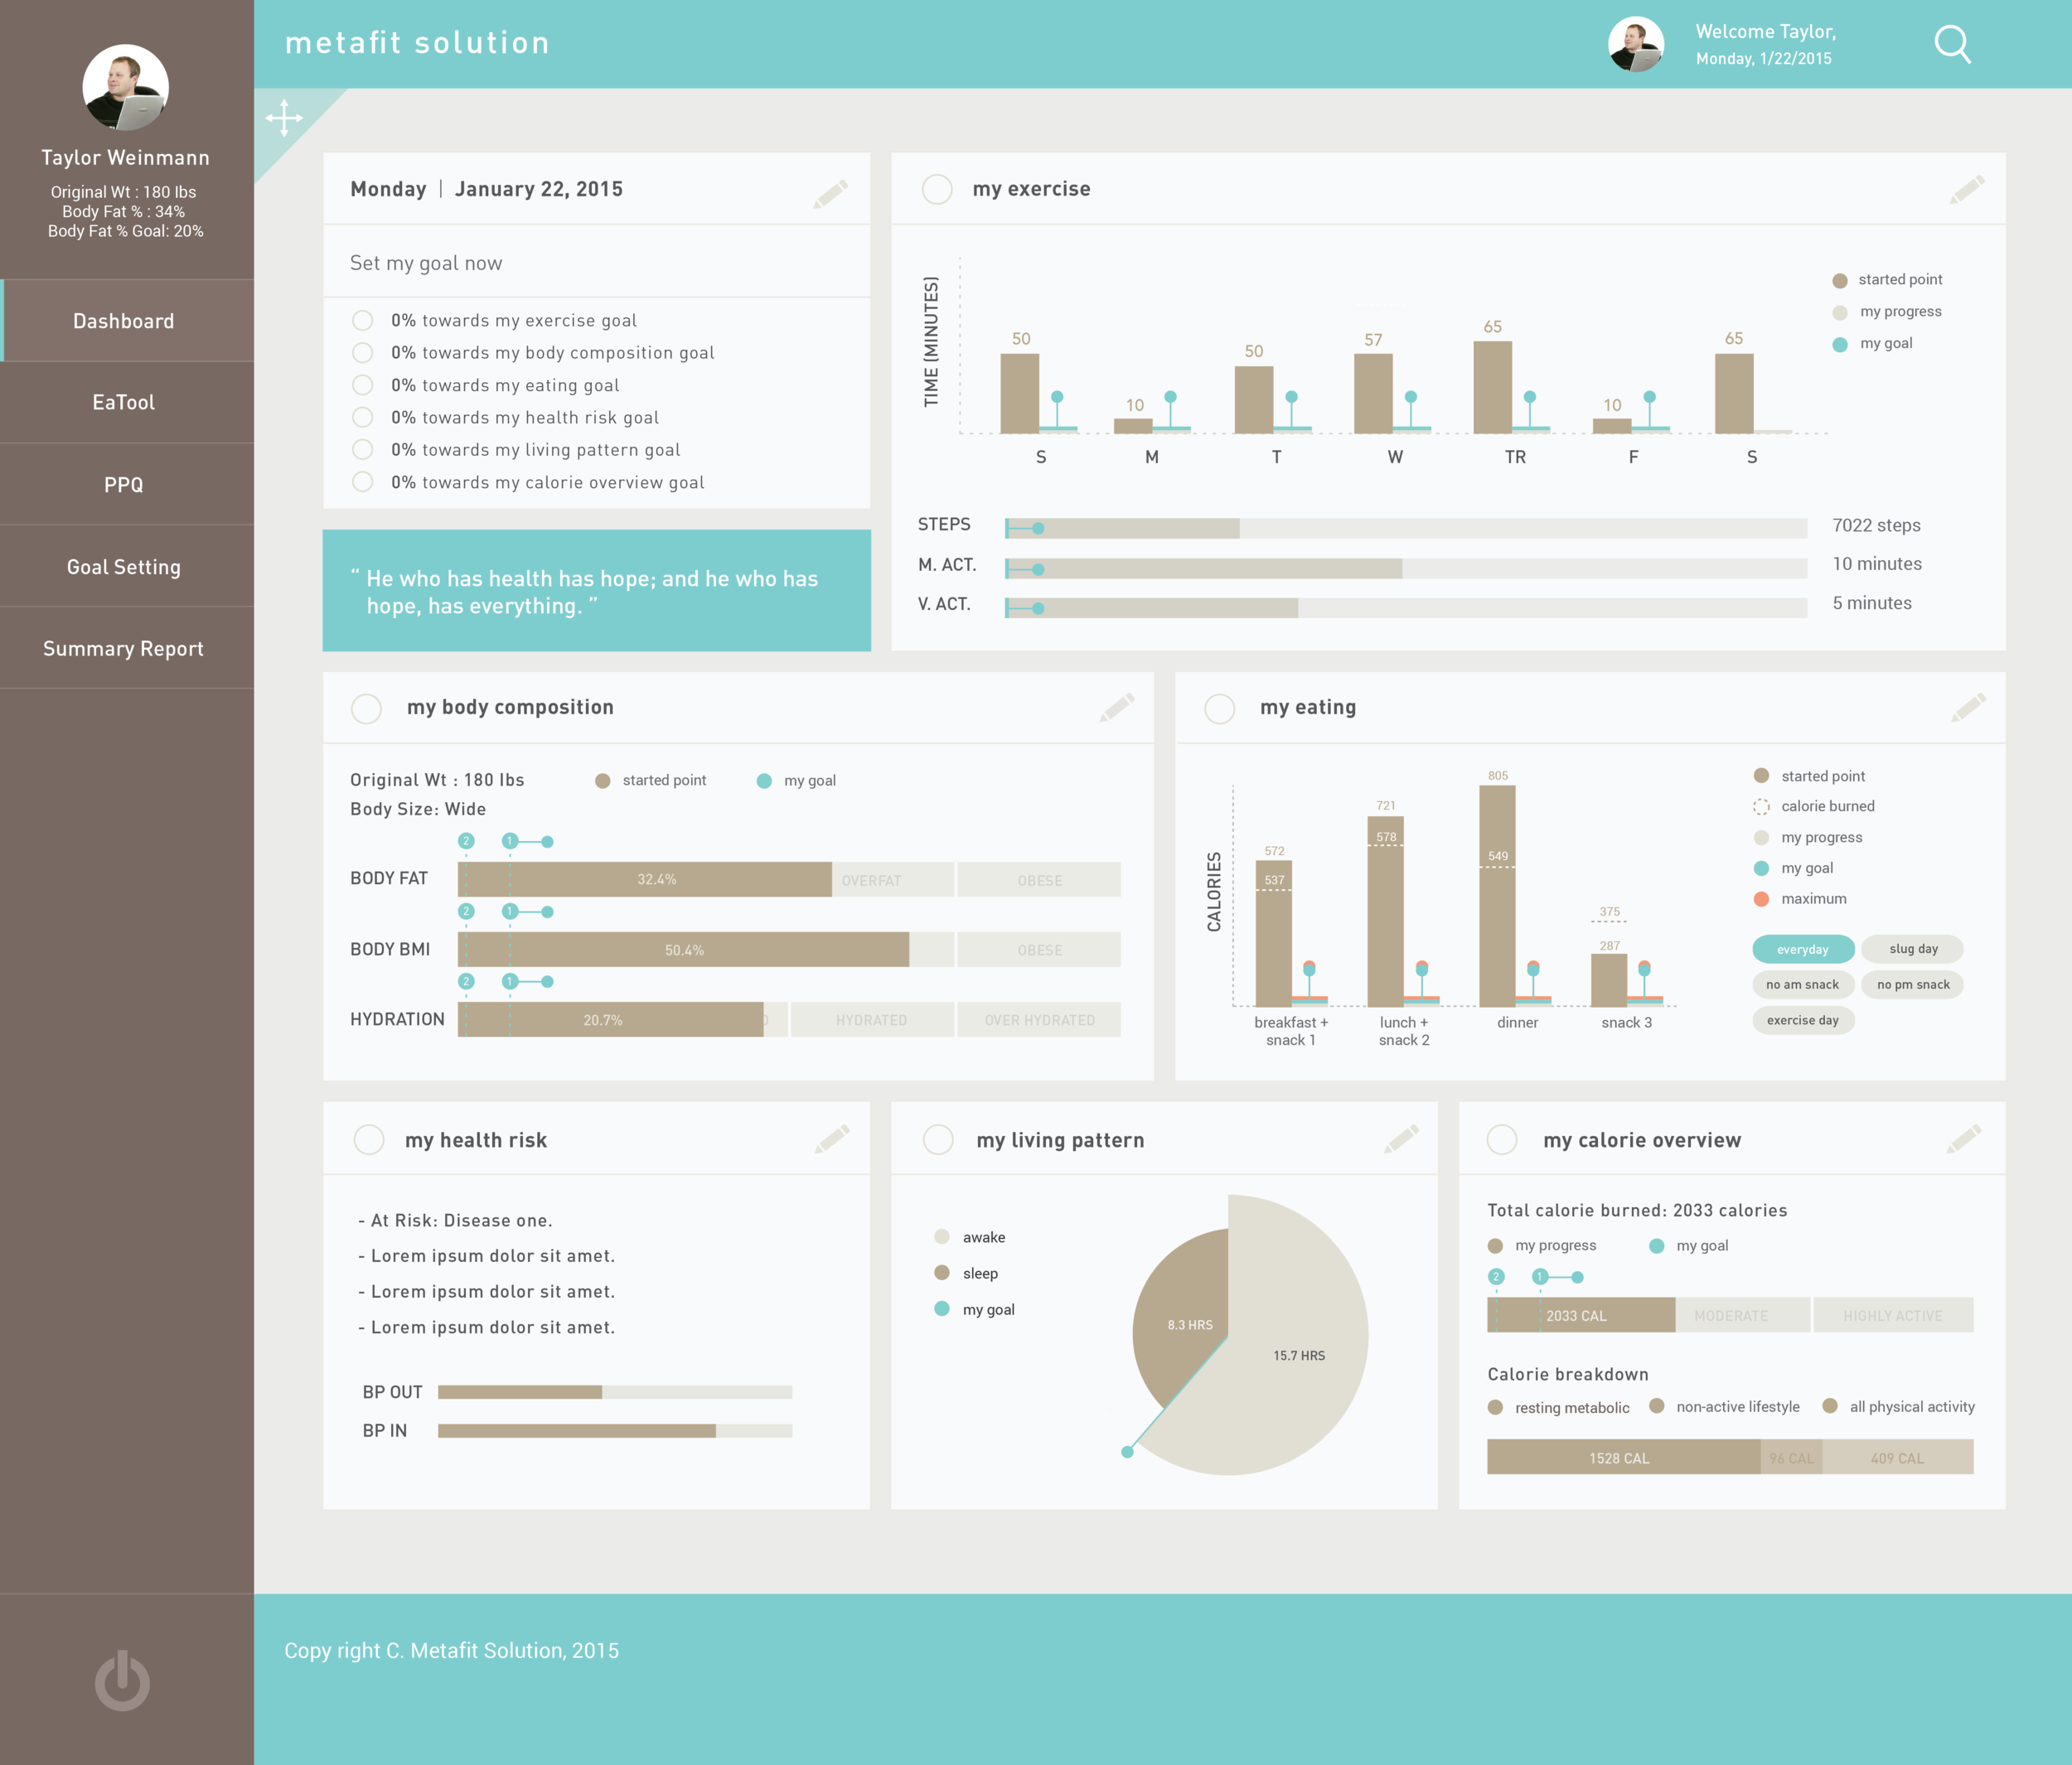 metafit solution
Welcome Taylor,
Monday, 1/22/2015
Taylor Weinmann
Original Wt : 180 lbs
Body Fat % : 34%
Body Fat % Goal: 20%
Dashboard
EaTool
PPQ
Goal Setting
Summary Report
Monday | January 22, 2015
Set my goal now
0% towards my exercise goal
0% towards my body composition goal
0% towards my eating goal
0% towards my health risk goal
0% towards my living pattern goal
0% towards my calorie overview goal
“ He who has health has hope; and he who has
hope, has everything. ”
my exercise
TIME (MINUTES)
50
10
50
57
65
10
65
S
M
T
W
TR
F
S
started point
my progress
my goal
STEPS
7022 steps
M. ACT.
10 minutes
V. ACT.
5 minutes
my body composition
Original Wt : 180 lbs
started point
my goal
Body Size: Wide
2
1
BODY FAT
32.4%
OVERFAT
OBESE
2
1
BODY BMI
50.4%
OBESE
2
1
HYDRATION
20.7%
HYDRATED
OVER HYDRATED
my eating
CALORIES
572
537
721
578
805
549
375
287
breakfast +
snack 1
lunch +
snack 2
dinner
snack 3
started point
calorie burned
my progress
my goal
maximum
everyday
slug day
no am snack
no pm snack
exercise day
my health risk
- At Risk: Disease one.
- Lorem ipsum dolor sit amet.
- Lorem ipsum dolor sit amet.
- Lorem ipsum dolor sit amet.
BP OUT
BP IN
my living pattern
awake
sleep
my goal
8.3 HRS
15.7 HRS
my calorie overview
Total calorie burned: 2033 calories
my progress
my goal
2
1
2033 CAL
MODERATE
HIGHLY ACTIVE
Calorie breakdown
resting metabolic
non-active lifestyle
all physical activity
1528 CAL
96 CAL
409 CAL
Copy right C. Metafit Solution, 2015